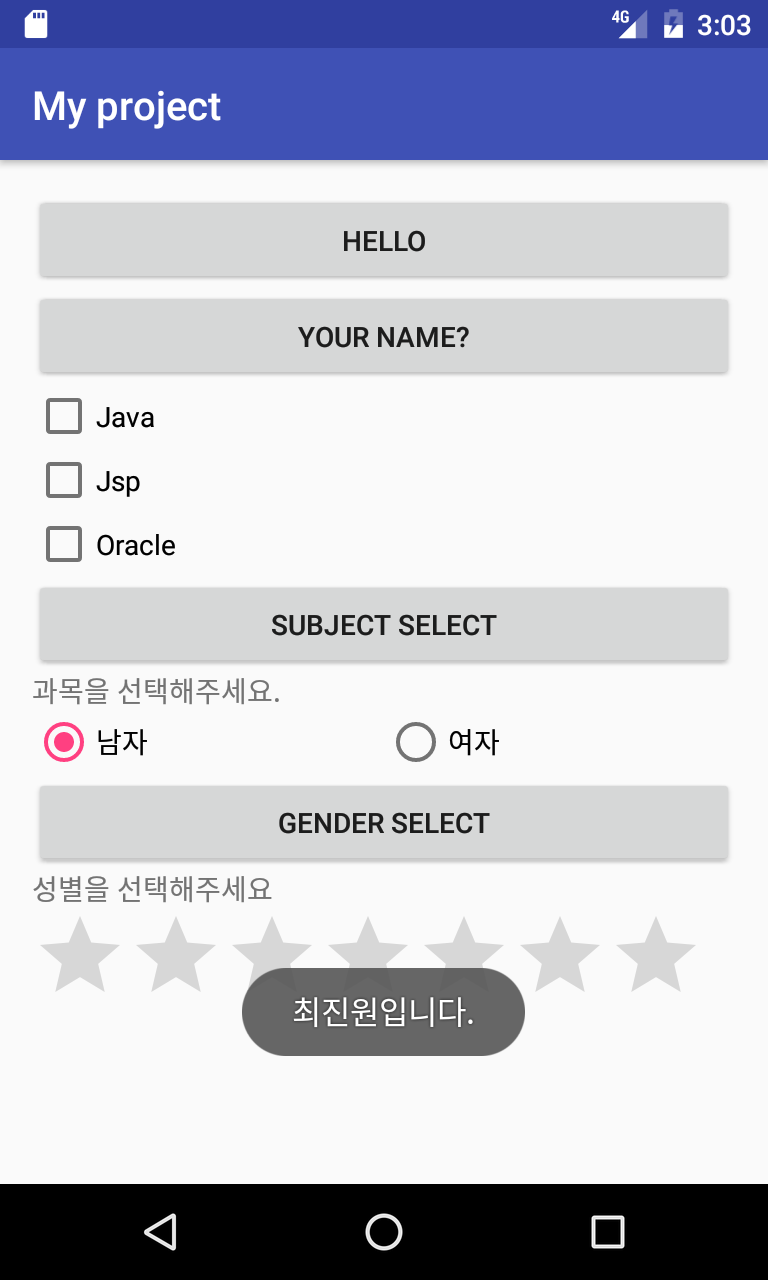 4G 3:03
My project
HELLO
YOUR NAME?
Java
Jsp
Oracle
SUBJECT SELECT
과목을 선택해주세요.
남자 여자
GENDER SELECT
성별을 선택해주세요
최진원입니다.